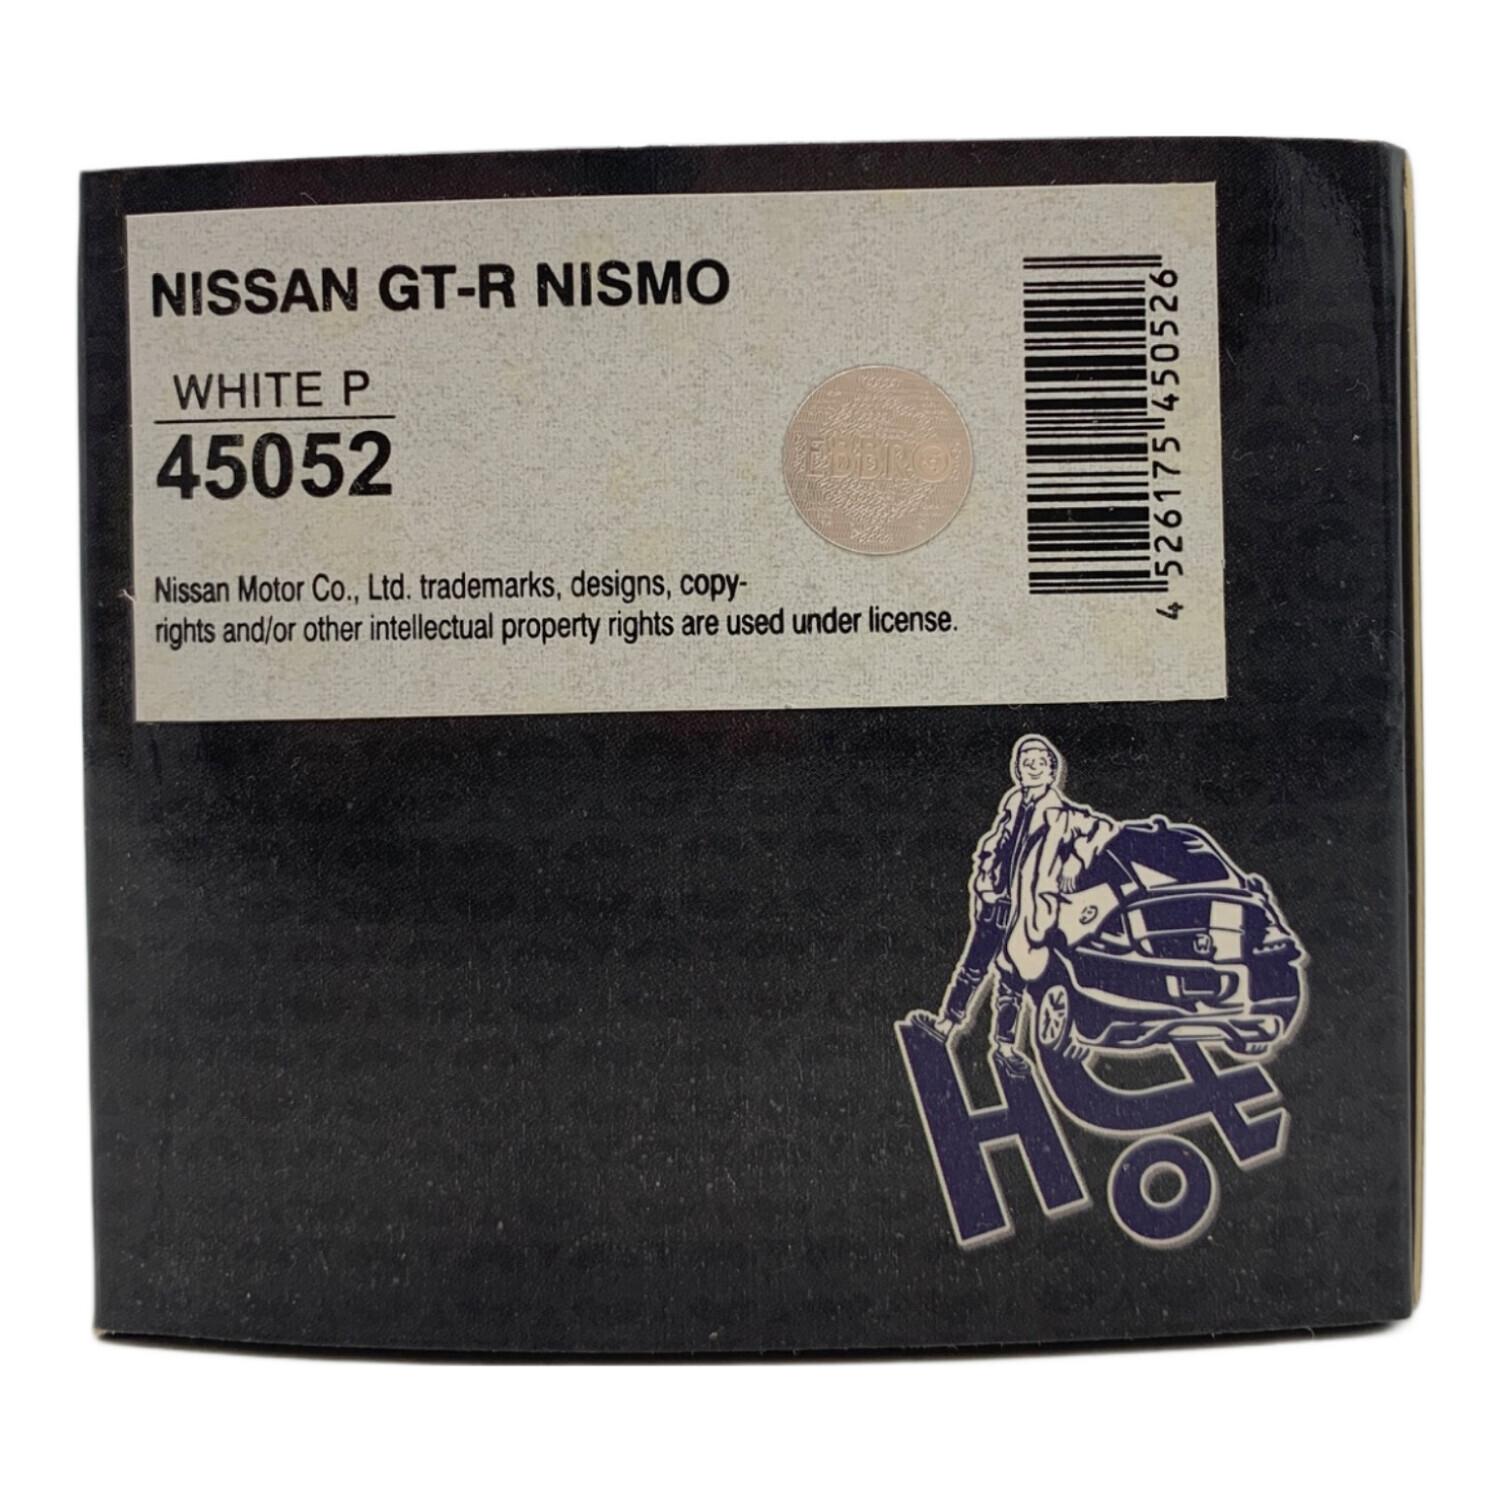 NISSAN GT-R NISMO
WHITE P
45052
EBBRO
Nissan Motor Co., Ltd. trademarks, designs, copy-
rights and/or other intellectual property rights are used under license.
4 526175 450526